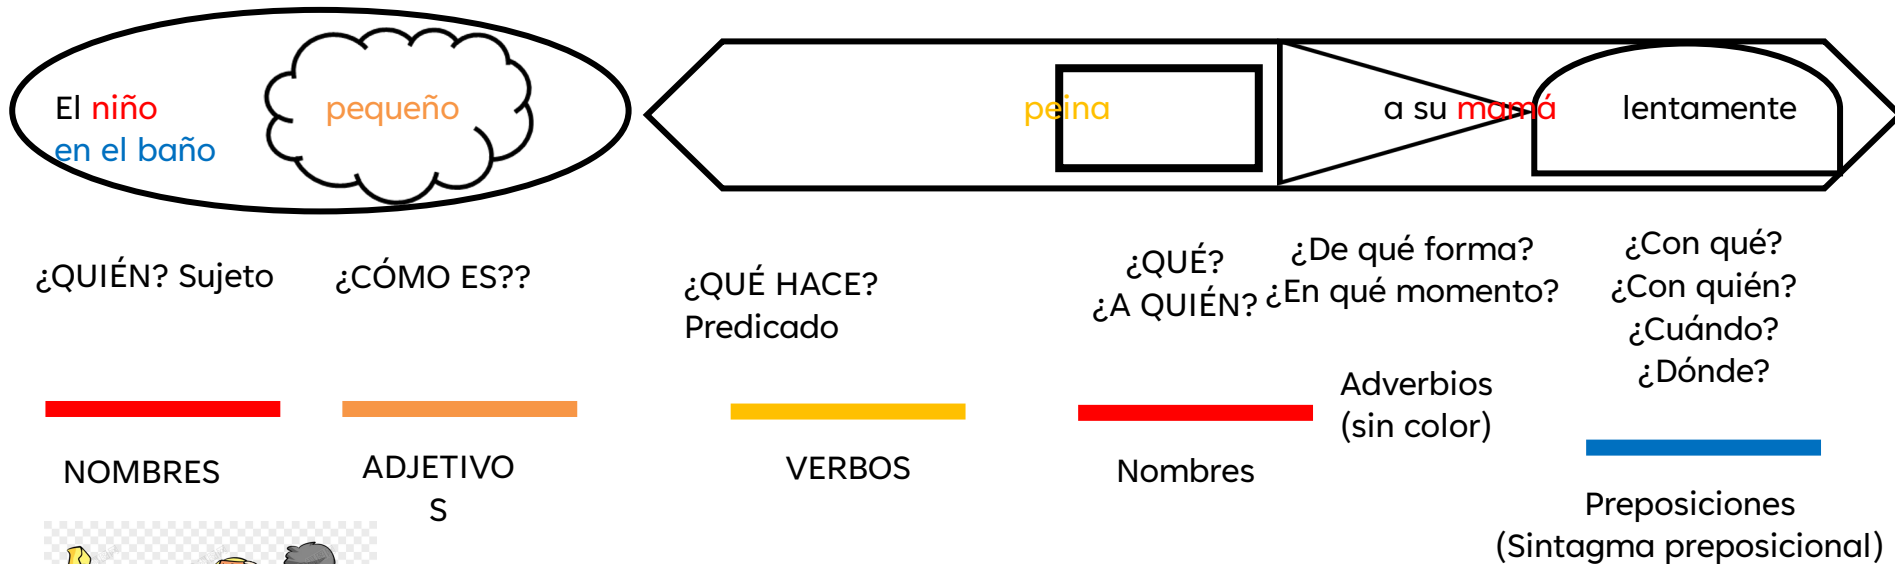 El niño pequeño peina a su mamá lentamente
en el baño
¿QUIÉN? Sujeto
¿CÓMO ES??
¿QUÉ HACE?
Predicado
¿QUÉ?
¿A QUIÉN?
¿De qué forma?
¿En qué momento?
¿Con qué?
¿Con quién?
¿Cuándo?
¿Dónde?
NOMBRES
ADJETIVO
S
VERBOS
Nombres
Adverbios
(sin color)
Preposiciones
(Sintagma preposicional)